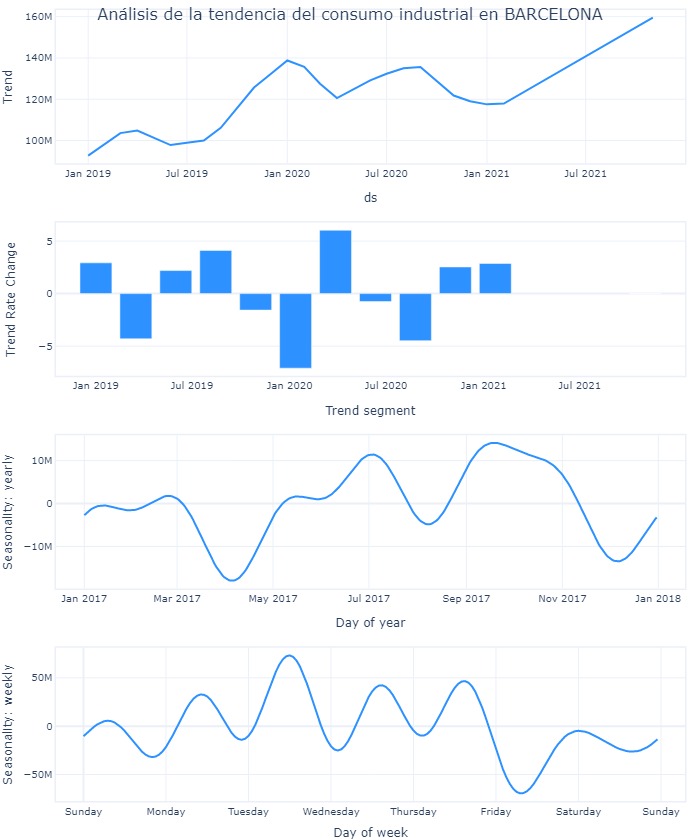 Análisis de la tendencia del consumo industrial en BARCELONA
160M
140M
120M
100M
Trend
Jan 2019 Jul 2019 Jan 2020 Jul 2020 Jan 2021 Jul 2021
ds
5
0
−5
Trend Rate Change
Jan 2019 Jul 2019 Jan 2020 Jul 2020 Jan 2021 Jul 2021
Trend segment
10M
0
−10M
Seasonality: yearly
Jan 2017 Mar 2017 May 2017 Jul 2017 Sep 2017 Nov 2017 Jan 2018
Day of year
50M
0
−50M
Seasonality: weekly
Sunday Monday Tuesday Wednesday Thursday Friday Saturday Sunday
Day of week